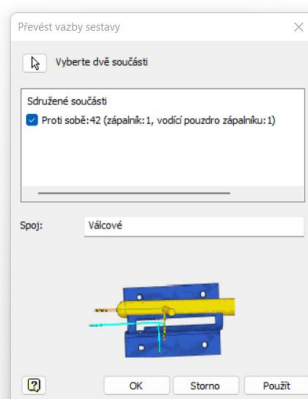 Převést vazby sestavy
Vyberte dvě součásti
Sdružené součásti
Proti sobě:42 (zápalník:1, vodící pouzdro zápalníku:1)
Spoj:
Válcové
OK
Storno
Použít